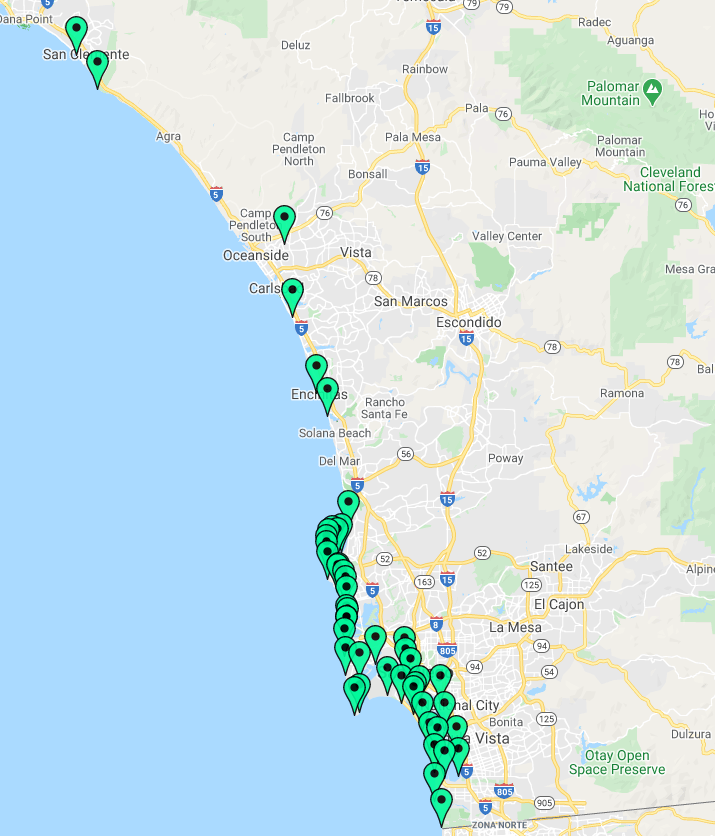 5
79
79
Dana Point
San Clemente
15
Deluz
Radec
Aguanga
Rainbow
Fallbrook
Palomar
Mountain
Pala
76
Agra
Camp
Pendleton
North
Pala Mesa
Palomar
Mountain
Pauma Valley
15
Bonsall
Cleveland
National Forest
5
76
Camp
Pendleton
South
76
Valley Center
Oceanside
Vista
Mesa Gra
78
Carls
San Marcos
Escondido
5
15
78
78
Bal
Encinitas
Rancho
Santa Fe
Ramona
Solana Beach
Del Mar
56
Poway
5
15
67
Lakeside
52
52
Santee
Alpine
163
15
125
5
El Cajon
8
La Mesa
805
94
94
54
nal City
Bonita
125
Dulzura
a Vista
Otay Open
Space Preserve
5
805
905
5
ZONA NORTE